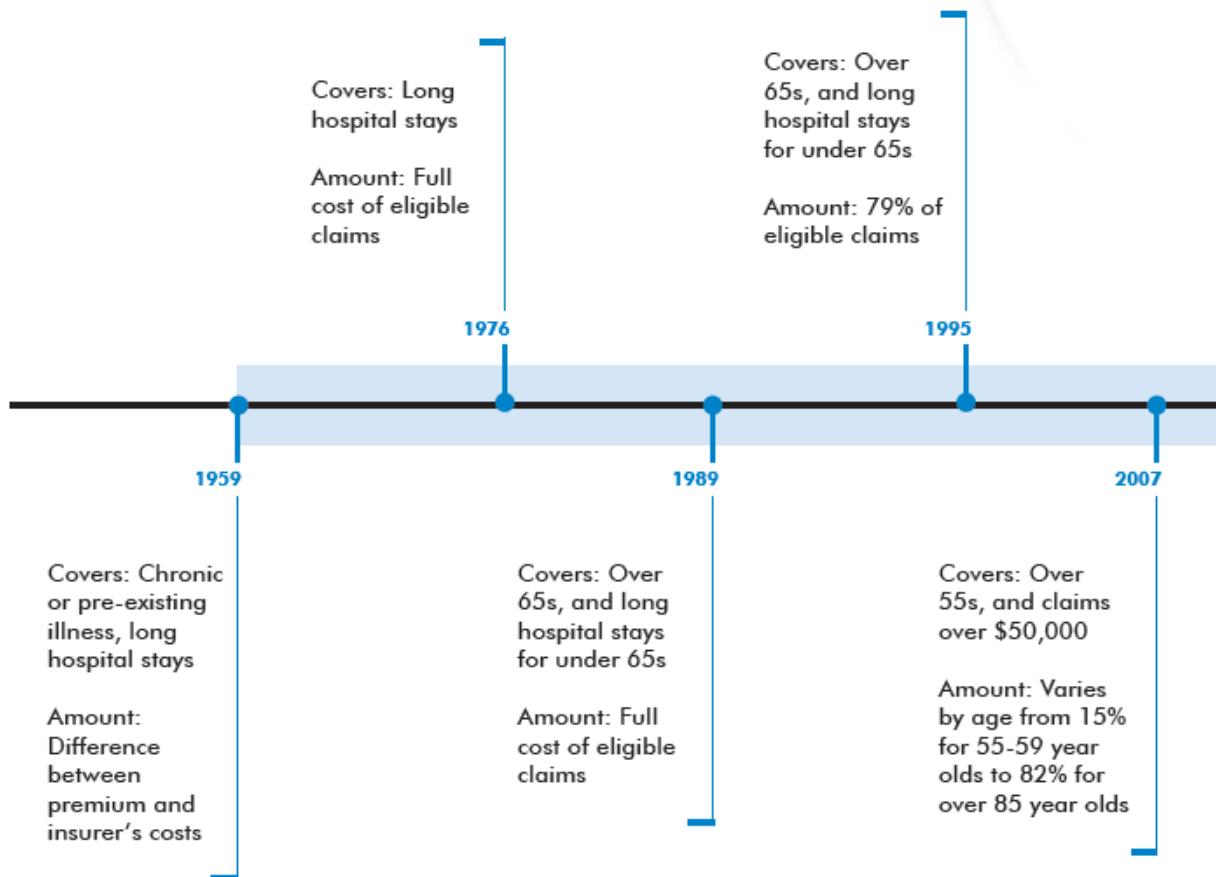 Covers: Long
hospital stays
Amount: Full
cost of eligible
claims
1976
Covers: Over
65s, and long
hospital stays
for under 65s
Amount: 79% of
eligible claims
1995
1959
Covers: Chronic
or pre-existing
illness, long
hospital stays
Amount:
Difference
between
premium and
insurer’s costs
1989
Covers: Over
65s, and long
hospital stays
for under 65s
Amount: Full
cost of eligible
claims
2007
Covers: Over
55s, and claims
over $50,000
Amount: Varies
by age from 15%
for 55-59 year
olds to 82% for
over 85 year olds